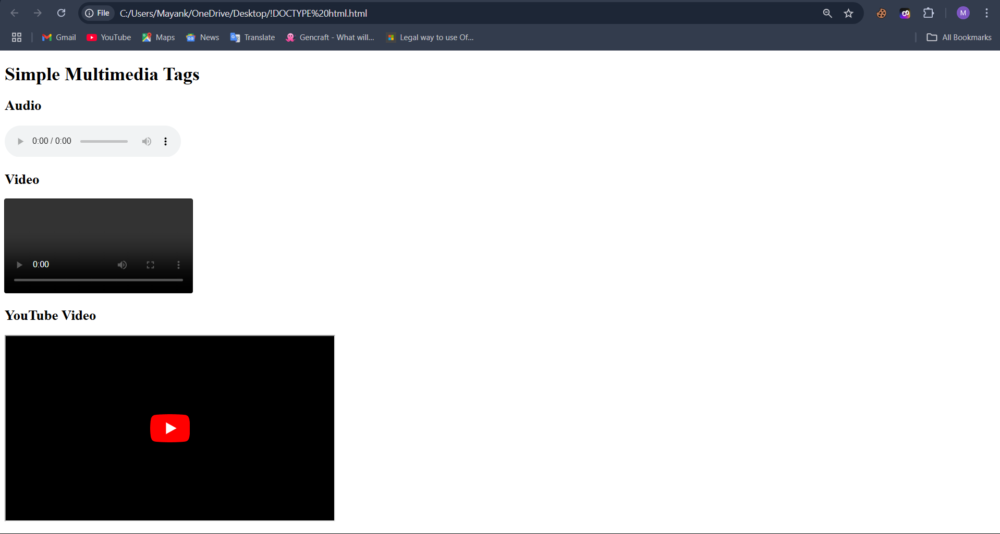 File C:/Users/Mayank/OneDrive/Desktop/!DOCTYPE%20html.html M
Gmail YouTube Maps News Translate Gencraft - What will... Legal way to use Of... All Bookmarks
Simple Multimedia Tags
Audio
0:00 / 0:00
Video
0:00
YouTube Video